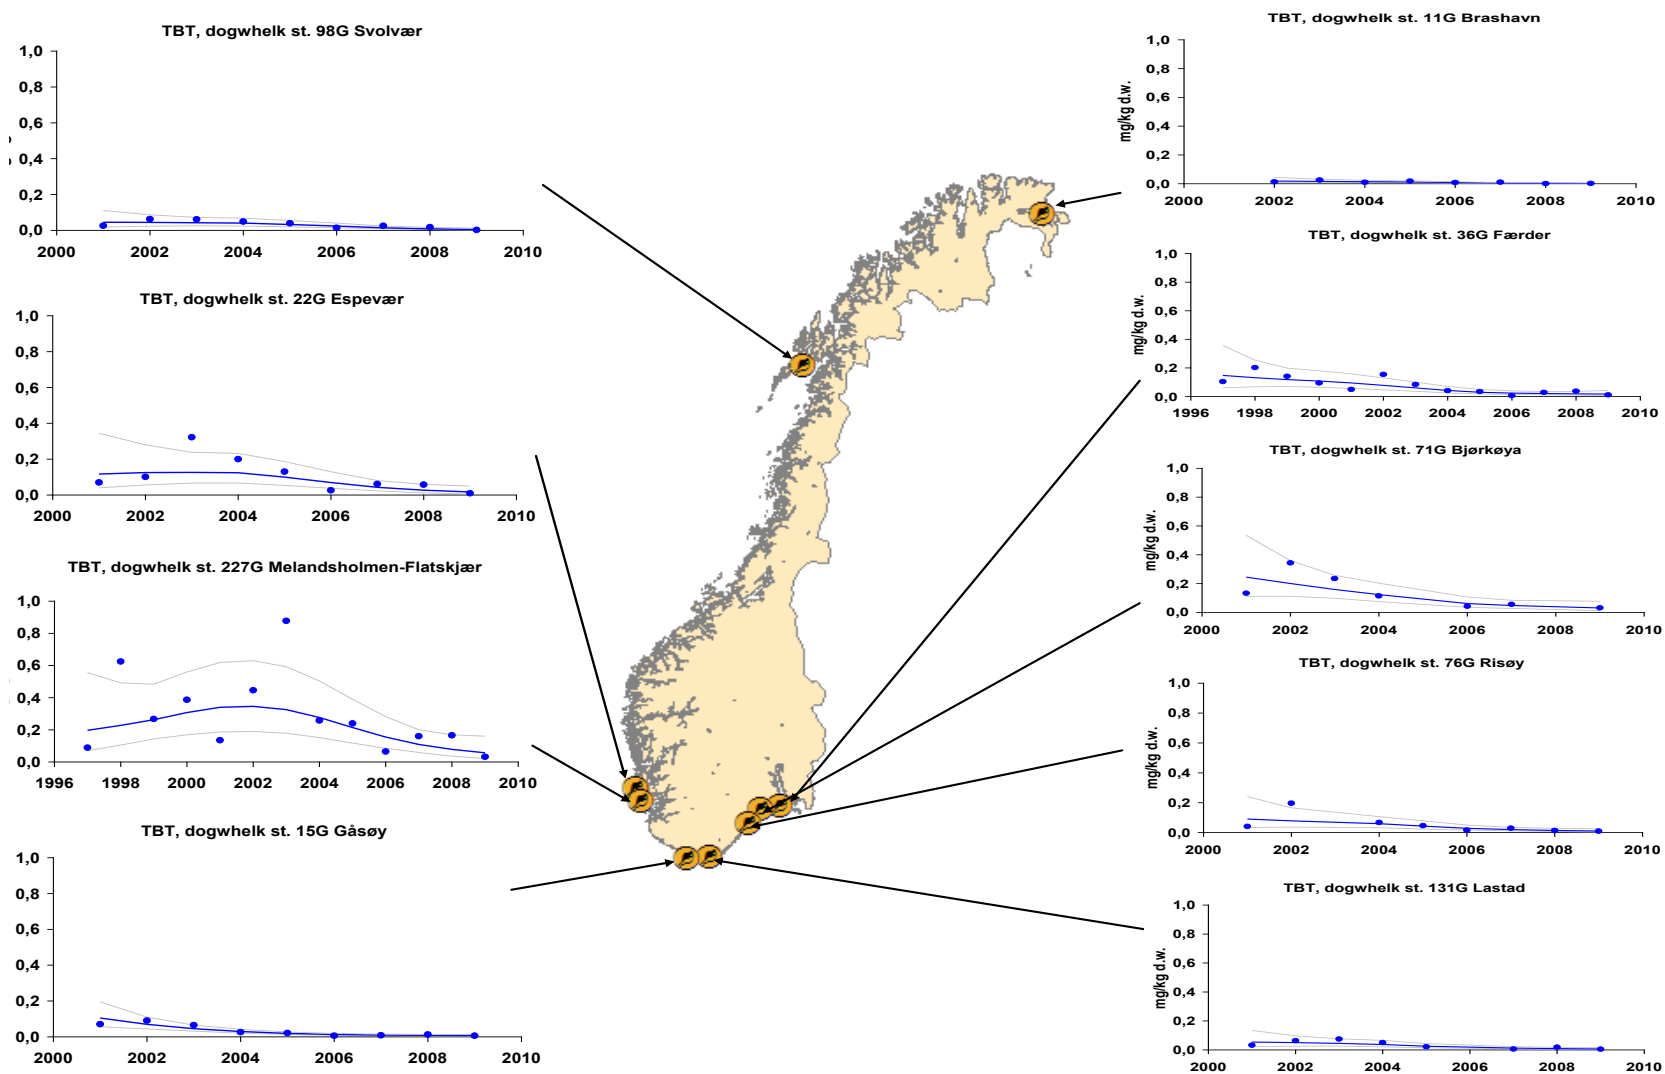 TBT, dogwhelk st. 98G Svolvær
1,0
0,8
0,6
0,4
0,2
0,0
2000 2002 2004 2006 2008 2010
TBT, dogwhelk st. 22G Espevær
1,0
0,8
0,6
0,4
0,2
0,0
2000 2002 2004 2006 2008 2010
TBT, dogwhelk st. 227G Melandsholmen-Flatskjær
1,0
0,8
0,6
0,4
0,2
0,0
1996 1998 2000 2002 2004 2006 2008 2010
TBT, dogwhelk st. 15G Gåsøy
1,0
0,8
0,6
0,4
0,2
0,0
2000 2002 2004 2006 2008 2010
TBT, dogwhelk st. 11G Brashavn
mg/kg d.w.
1,0
0,8
0,6
0,4
0,2
0,0
2000 2002 2004 2006 2008 2010
TBT, dogwhelk st. 36G Færder
mg/kg d.w.
1,0
0,8
0,6
0,4
0,2
0,0
1996 1998 2000 2002 2004 2006 2008 2010
TBT, dogwhelk st. 71G Bjørkøya
mg/kg d.w.
1,0
0,8
0,6
0,4
0,2
0,0
2000 2002 2004 2006 2008 2010
TBT, dogwhelk st. 76G Risøy
mg/kg d.w.
1,0
0,8
0,6
0,4
0,2
0,0
2000 2002 2004 2006 2008 2010
TBT, dogwhelk st. 131G Lastad
mg/kg d.w.
1,0
0,8
0,6
0,4
0,2
0,0
2000 2002 2004 2006 2008 2010